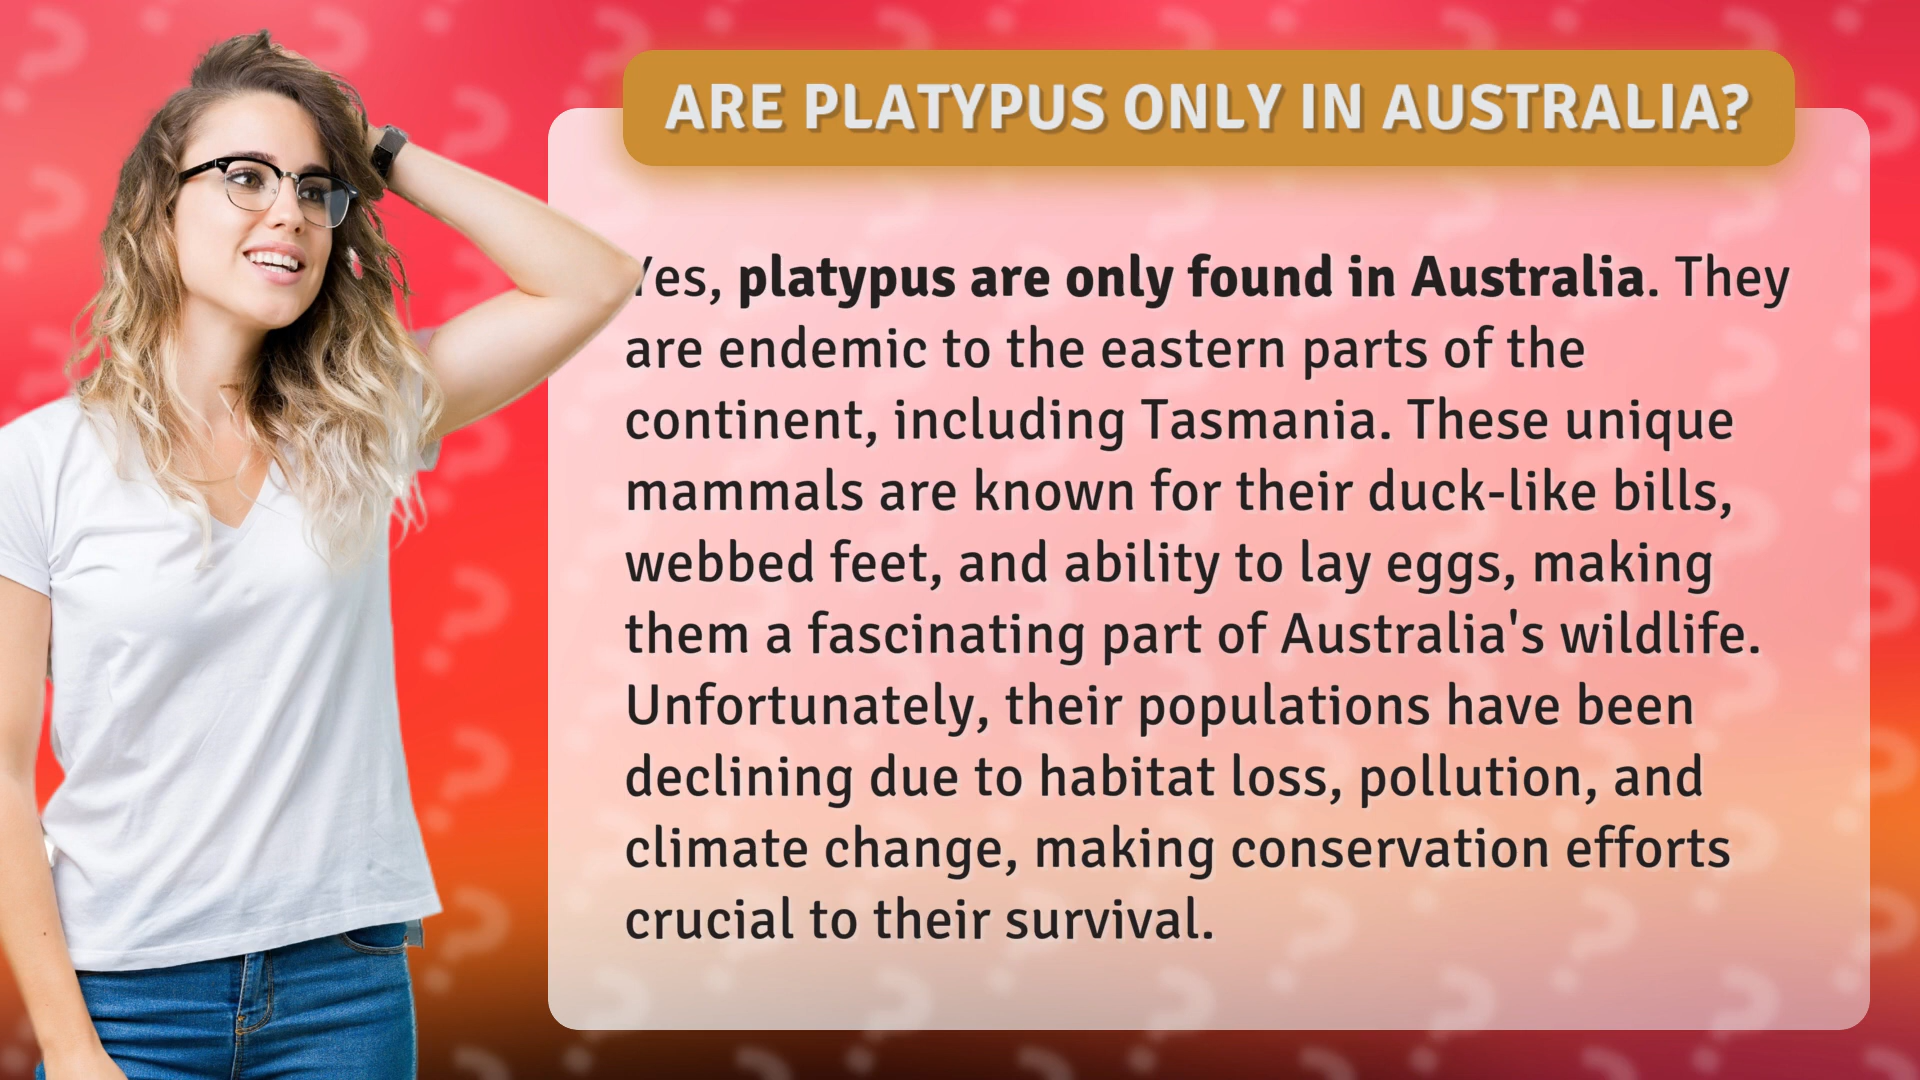 ARE PLATYPUS ONLY IN AUSTRALIA?
Yes, platypus are only found in Australia. They
are endemic to the eastern parts of the
continent, including Tasmania. These unique
mammals are known for their duck-like bills,
webbed feet, and ability to lay eggs, making
them a fascinating part of Australia's wildlife.
Unfortunately, their populations have been
declining due to habitat loss, pollution, and
climate change, making conservation efforts
crucial to their survival.